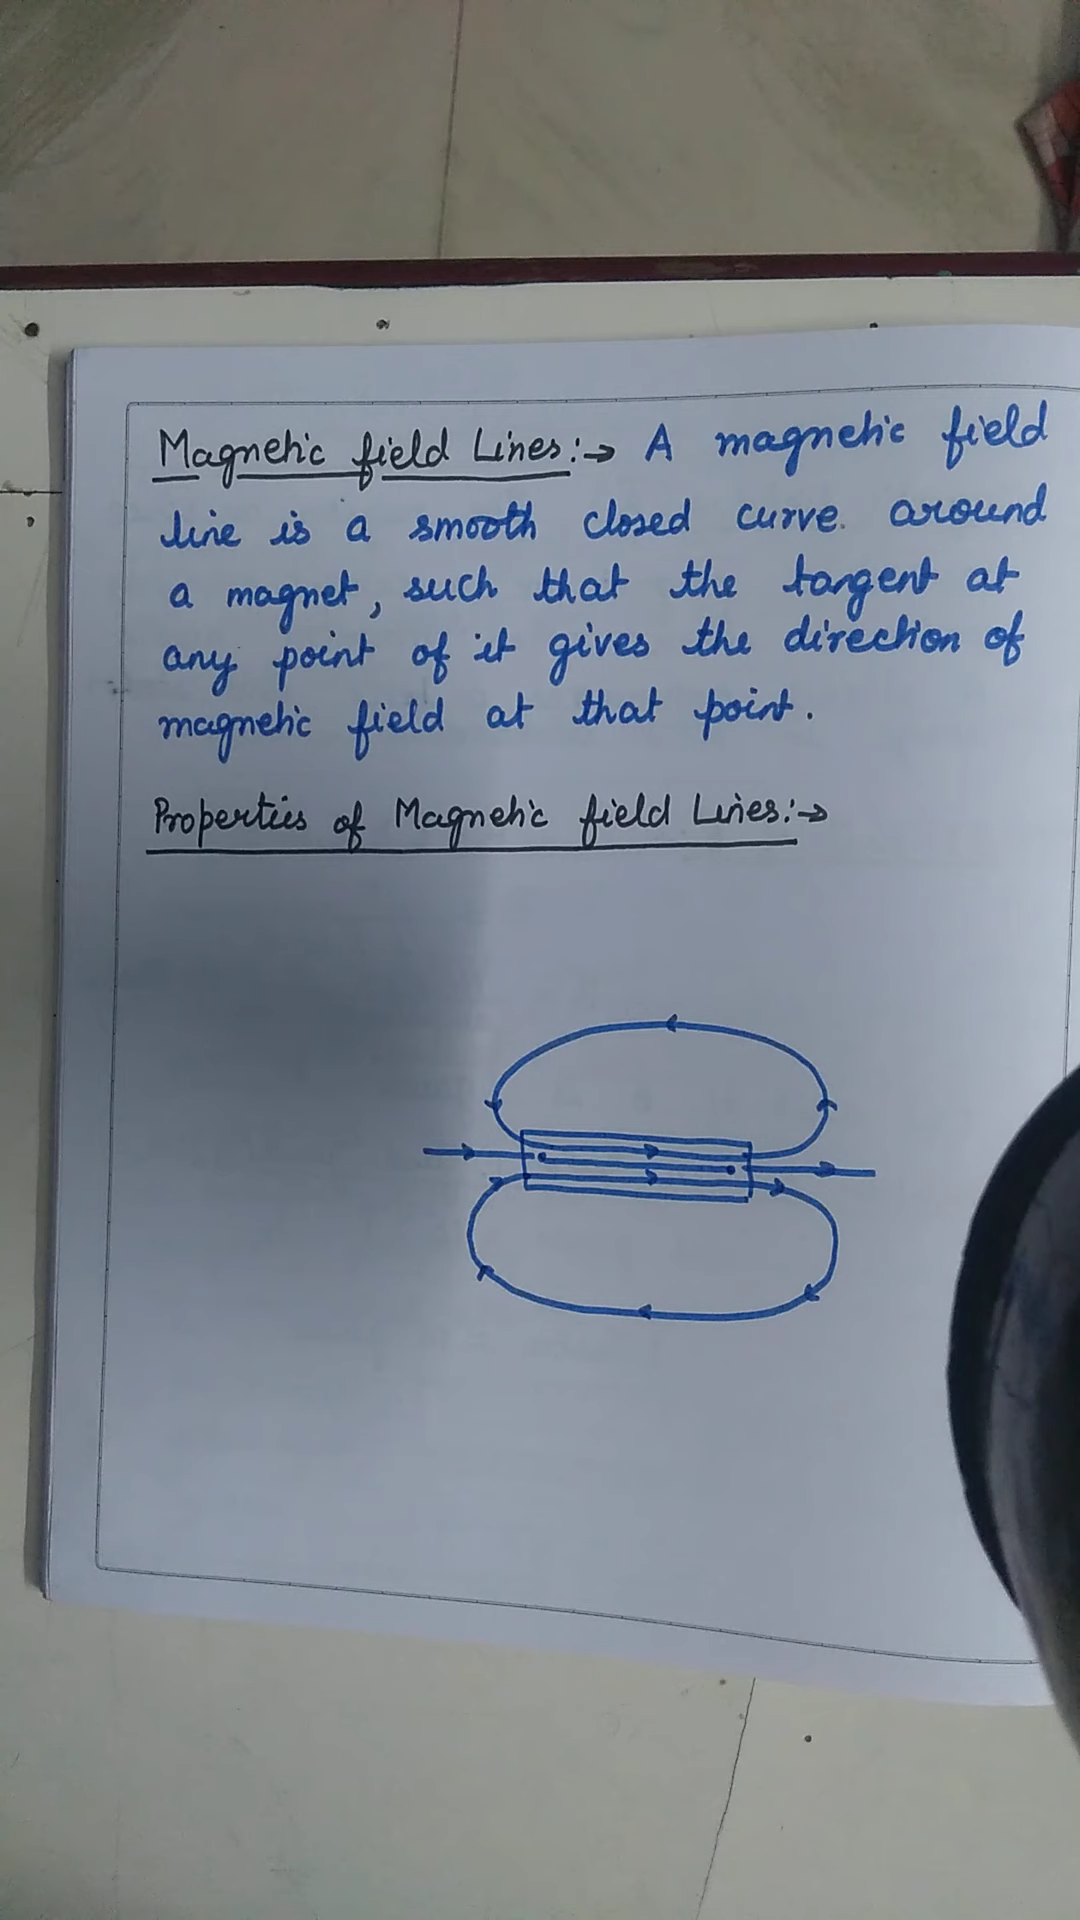 Magnetic field Lines:→ A magnetic field
line is a smooth closed curve. around
a magnet, such that the tangent at
any point of it gives the direction of
magnetic field at that point.
Properties of Magnetic field Lines:→